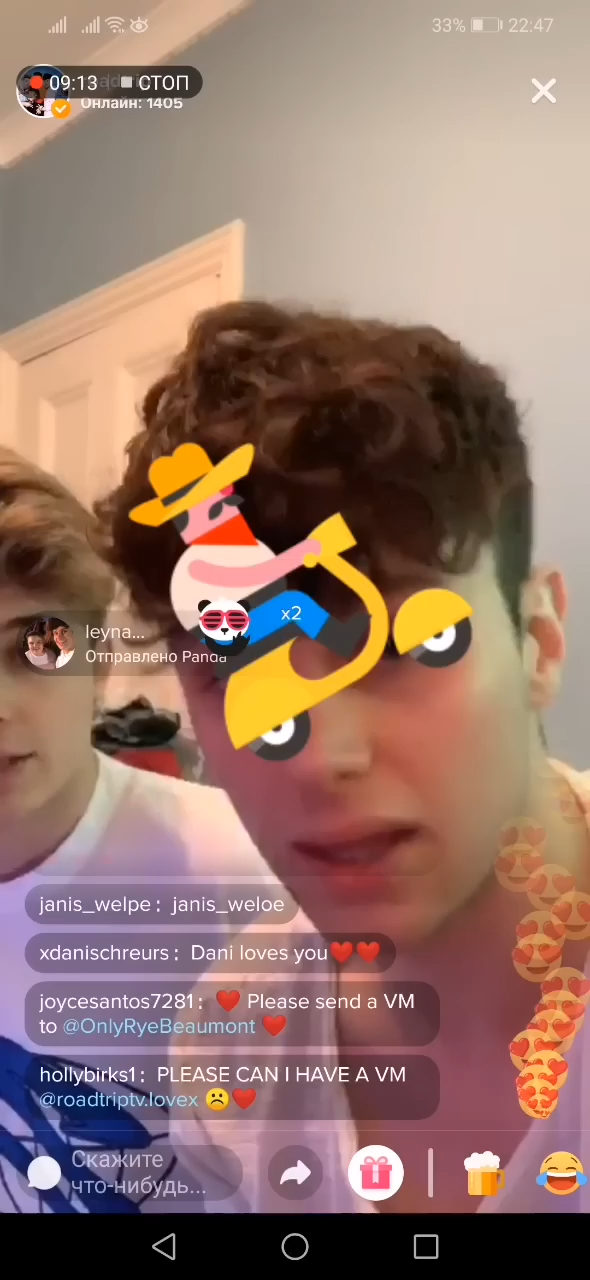 33% 22:47
09:13 СТОП
Онлайн: 1405
x2
leyna...
Отправлено Panda
janis_welpe: janis_weloe
xdanischreurs: Dani loves you❤️❤️
joycesantos7281: ❤️ Please send a VM
to @OnlyRyeBeaumont ❤️
hollybirks1: PLEASE CAN I HAVE A VM
@roadtriptv.lovex ☹️❤️
Скажите
что-нибудь...